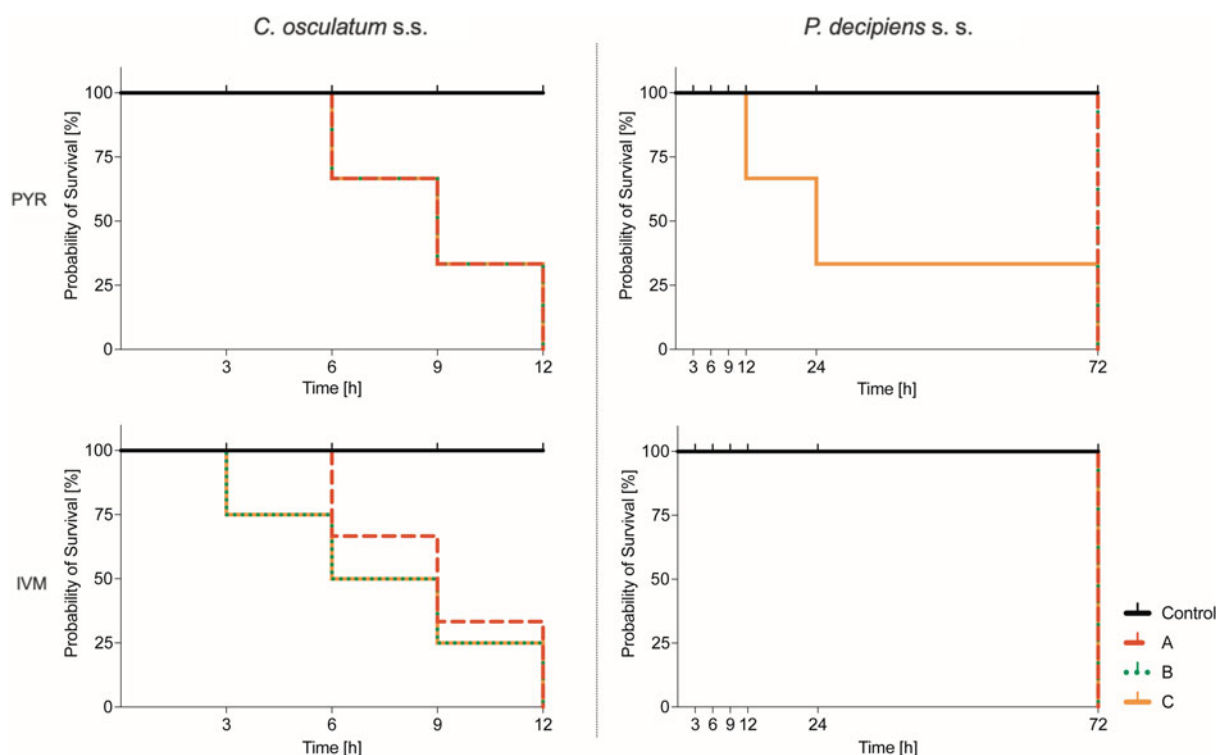 C. osculatum s.s.
P. decipiens s. s.
PYR
Probability of Survival [%]
100
75
50
25
0
3 6 9 12
Time [h]
Probability of Survival [%]
100
75
50
25
0
3 6 9 12 24 72
Time [h]
IVM
Probability of Survival [%]
100
75
50
25
0
3 6 9 12
Time [h]
Probability of Survival [%]
100
75
50
25
0
3 6 9 12 24 72
Time [h]
Control
A
B
C